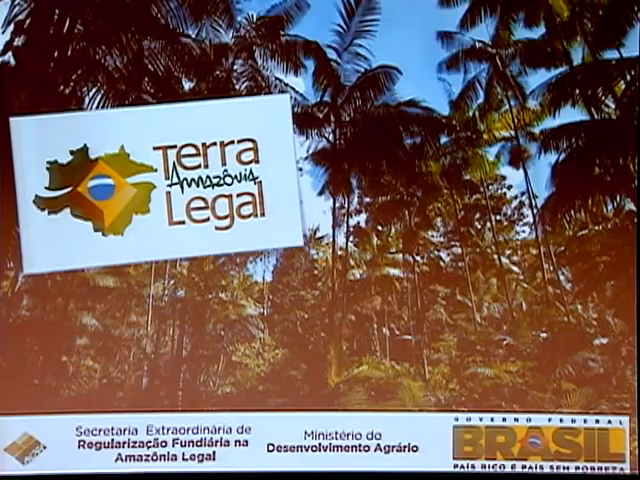 Terra
Amazônia
Legal
Secretaria Extraordinária de
Regularização Fundiária na
Amazônia Legal
Ministério do
Desenvolvimento Agrário
GOVERNO FEDERAL
BRASIL
PAÍS RICO É PAÍS SEM POBREZA